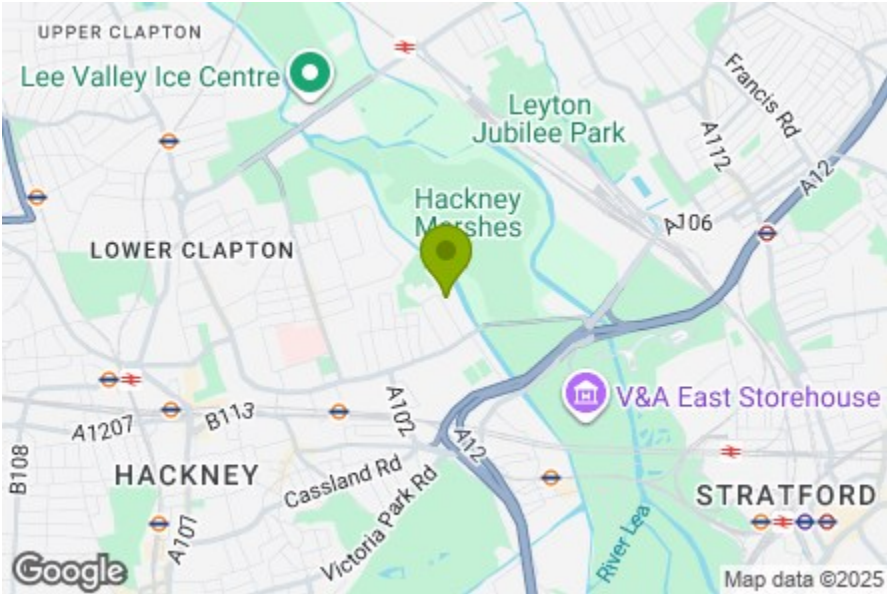 UPPER CLAPTON
Lee Valley Ice Centre
Francis Rd
Leyton
Jubilee Park
A112
A12
Hackney
Marshes
A106
LOWER CLAPTON
V&A East Storehouse
A102
B113
A1207
A12
B108
HACKNEY
Cassland Rd
Victoria Park Rd
STRATFORD
A107
River Lea
Google
Map data ©2025